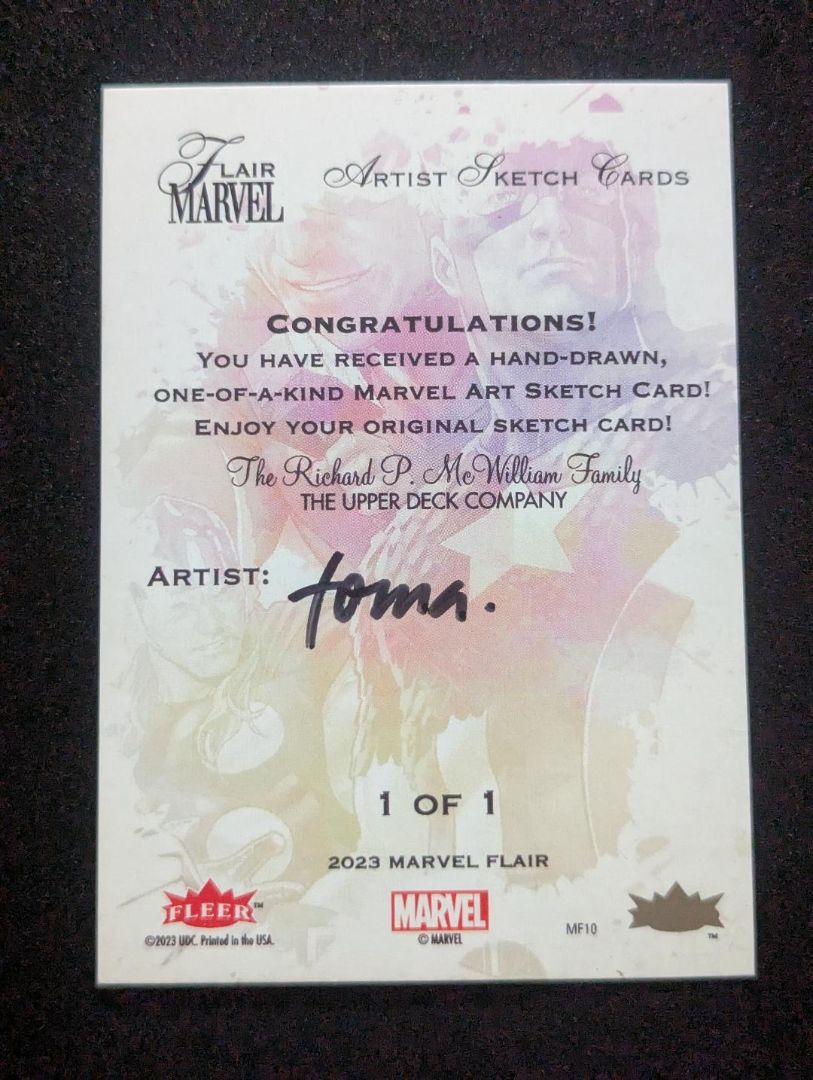 FLAIR
MARVEL
ARTIST SKETCH CARDS
CONGRATULATIONS!
YOU HAVE RECEIVED A HAND-DRAWN,
ONE-OF-A-KIND MARVEL ART SKETCH CARD!
ENJOY YOUR ORIGINAL SKETCH CARD!
The Richard P. McWilliam Family
THE UPPER DECK COMPANY
ARTIST: toma.
1 OF 1
2023 MARVEL FLAIR
FLEER™
©2023 UDC. Printed in the USA.
MARVEL
© MARVEL
MF10
™